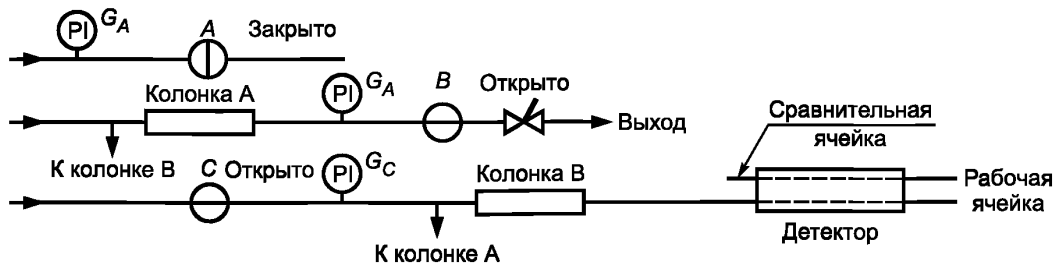 PI G_A A Закрыто
Колонка A PI G_A B Открыто
Выход
К колонке B C Открыто PI G_C Колонка B
Сравнительная
ячейка
Рабочая
ячейка
К колонке A Детектор